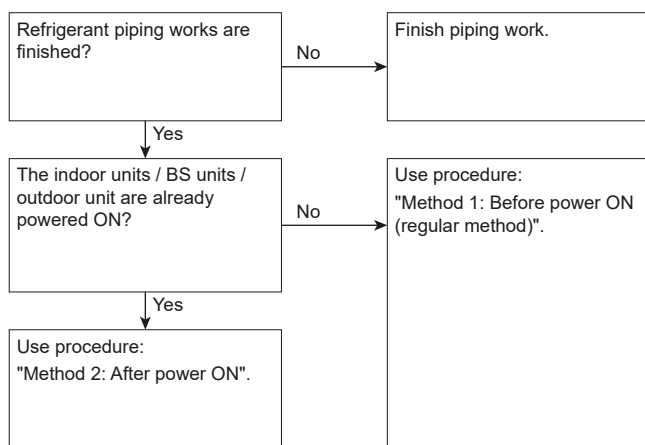 Refrigerant piping works are
finished?
No
Finish piping work.
Yes
The indoor units / BS units /
outdoor unit are already
powered ON?
No
Use procedure:
"Method 1: Before power ON
(regular method)".
Yes
Use procedure:
"Method 2: After power ON".